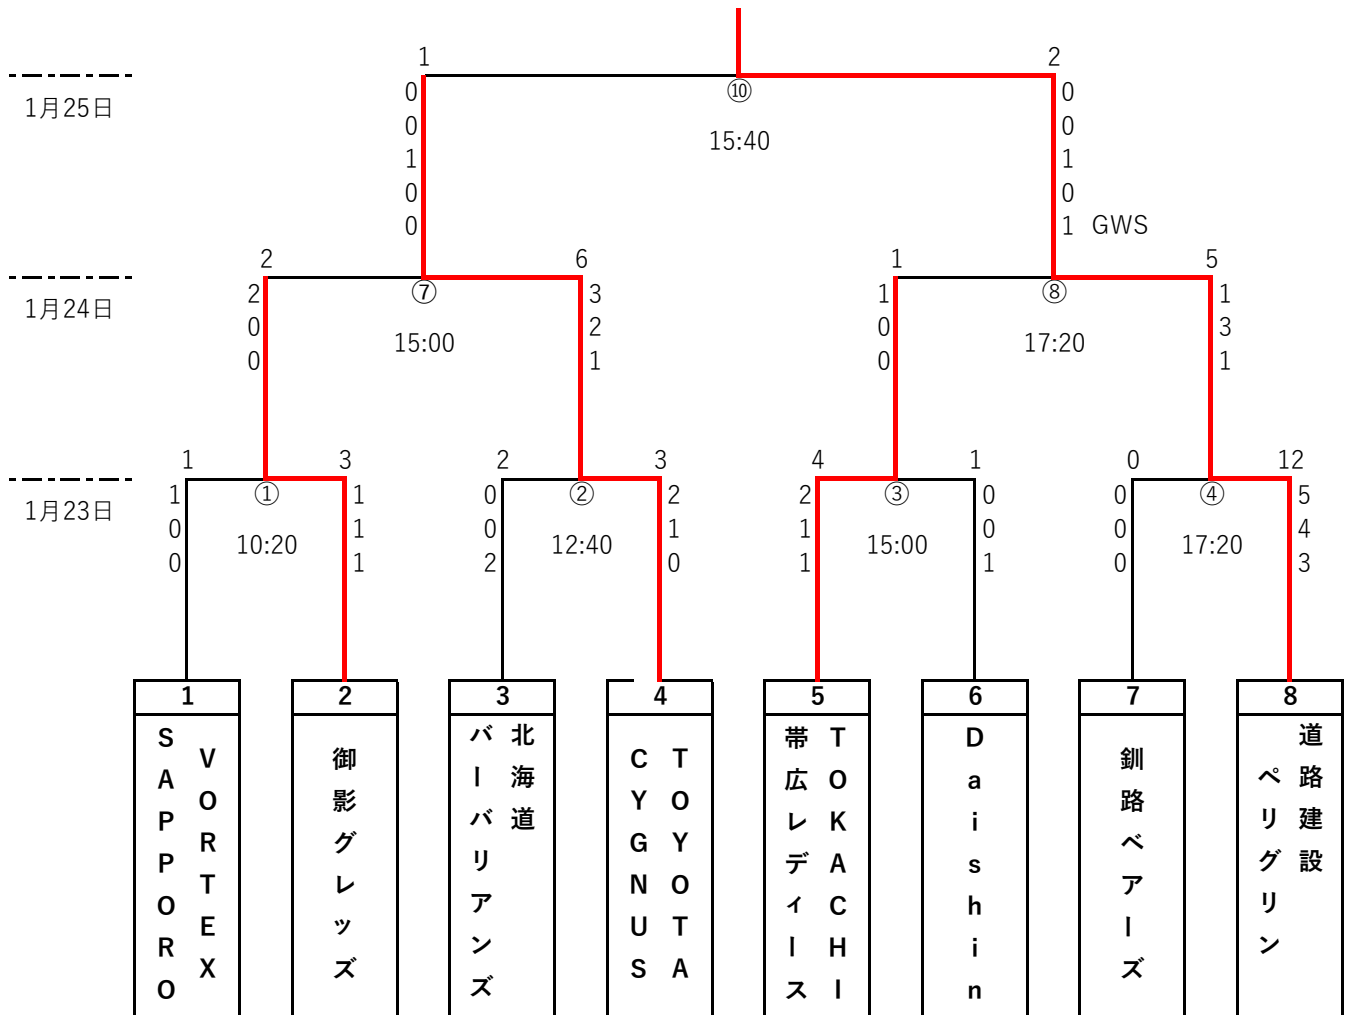 1 2
1月25日
⑩
0 0
0 0
15:40
1 1
0 0
0 1 GWS
2 6 1 5
1月24日
⑦ ⑧
2 3 1 1
0 2 0 3
15:00 17:20
0 1 0 1
1 3 2 3 4 1 0 12
1月23日
① ② ③ ④
1 1 0 2 2 0 0 5
0 1 0 1 1 0 0 4
10:20 12:40 15:00 17:20
0 1 2 0 1 1 0 3
1 2 3 4 5 6 7 8
SAPPORO
VORTEX
御影グレッズ
北海道
バーバリアンズ
TOYOTA
CYGNUS
TOKACHI
帯広レディース
Daishin
釧路ベアーズ
道路建設
ペリグリン